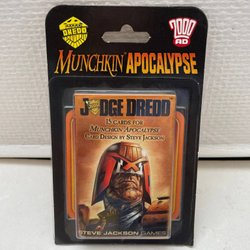 JUDGE
DREDD
2000
AD
MUNCHKIN APOCALYPSE
JUDGE DREDD
15 CARDS FOR
MUNCHKIN APOCALYPSE
CARD DESIGN BY STEVE JACKSON
STEVE JACKSON GAMES